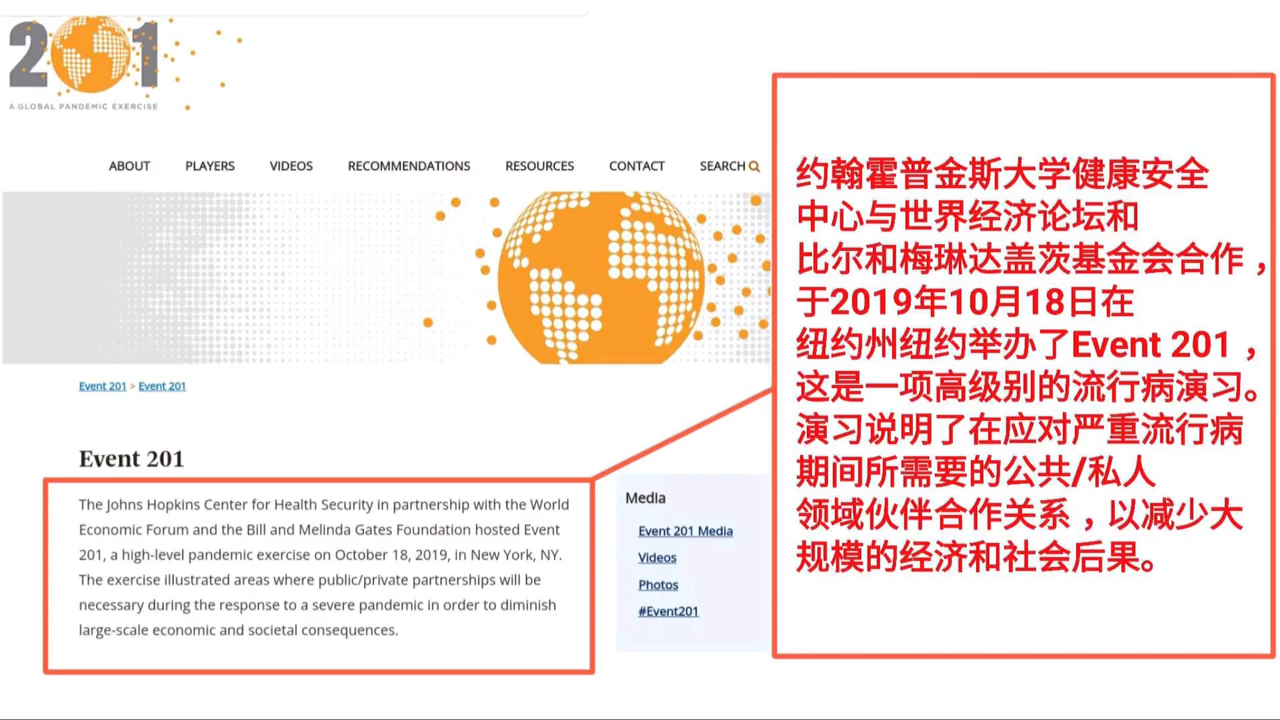 201
A GLOBAL PANDEMIC EXERCISE
ABOUT PLAYERS VIDEOS RECOMMENDATIONS RESOURCES CONTACT SEARCH
Event 201 > Event 201
Event 201
The Johns Hopkins Center for Health Security in partnership with the World
Economic Forum and the Bill and Melinda Gates Foundation hosted Event
201, a high-level pandemic exercise on October 18, 2019, in New York, NY.
The exercise illustrated areas where public/private partnerships will be
necessary during the response to a severe pandemic in order to diminish
large-scale economic and societal consequences.
Media
Event 201 Media
Videos
Photos
#Event201
约翰霍普金斯大学健康安全
中心与世界经济论坛和
比尔和梅琳达盖茨基金会合作，
于2019年10月18日在
纽约州纽约举办了Event 201，
这是一项高级别的流行病演习。
演习说明了在应对严重流行病
期间所需要的公共/私人
领域伙伴合作关系，以减少大
规模的经济和社会后果。